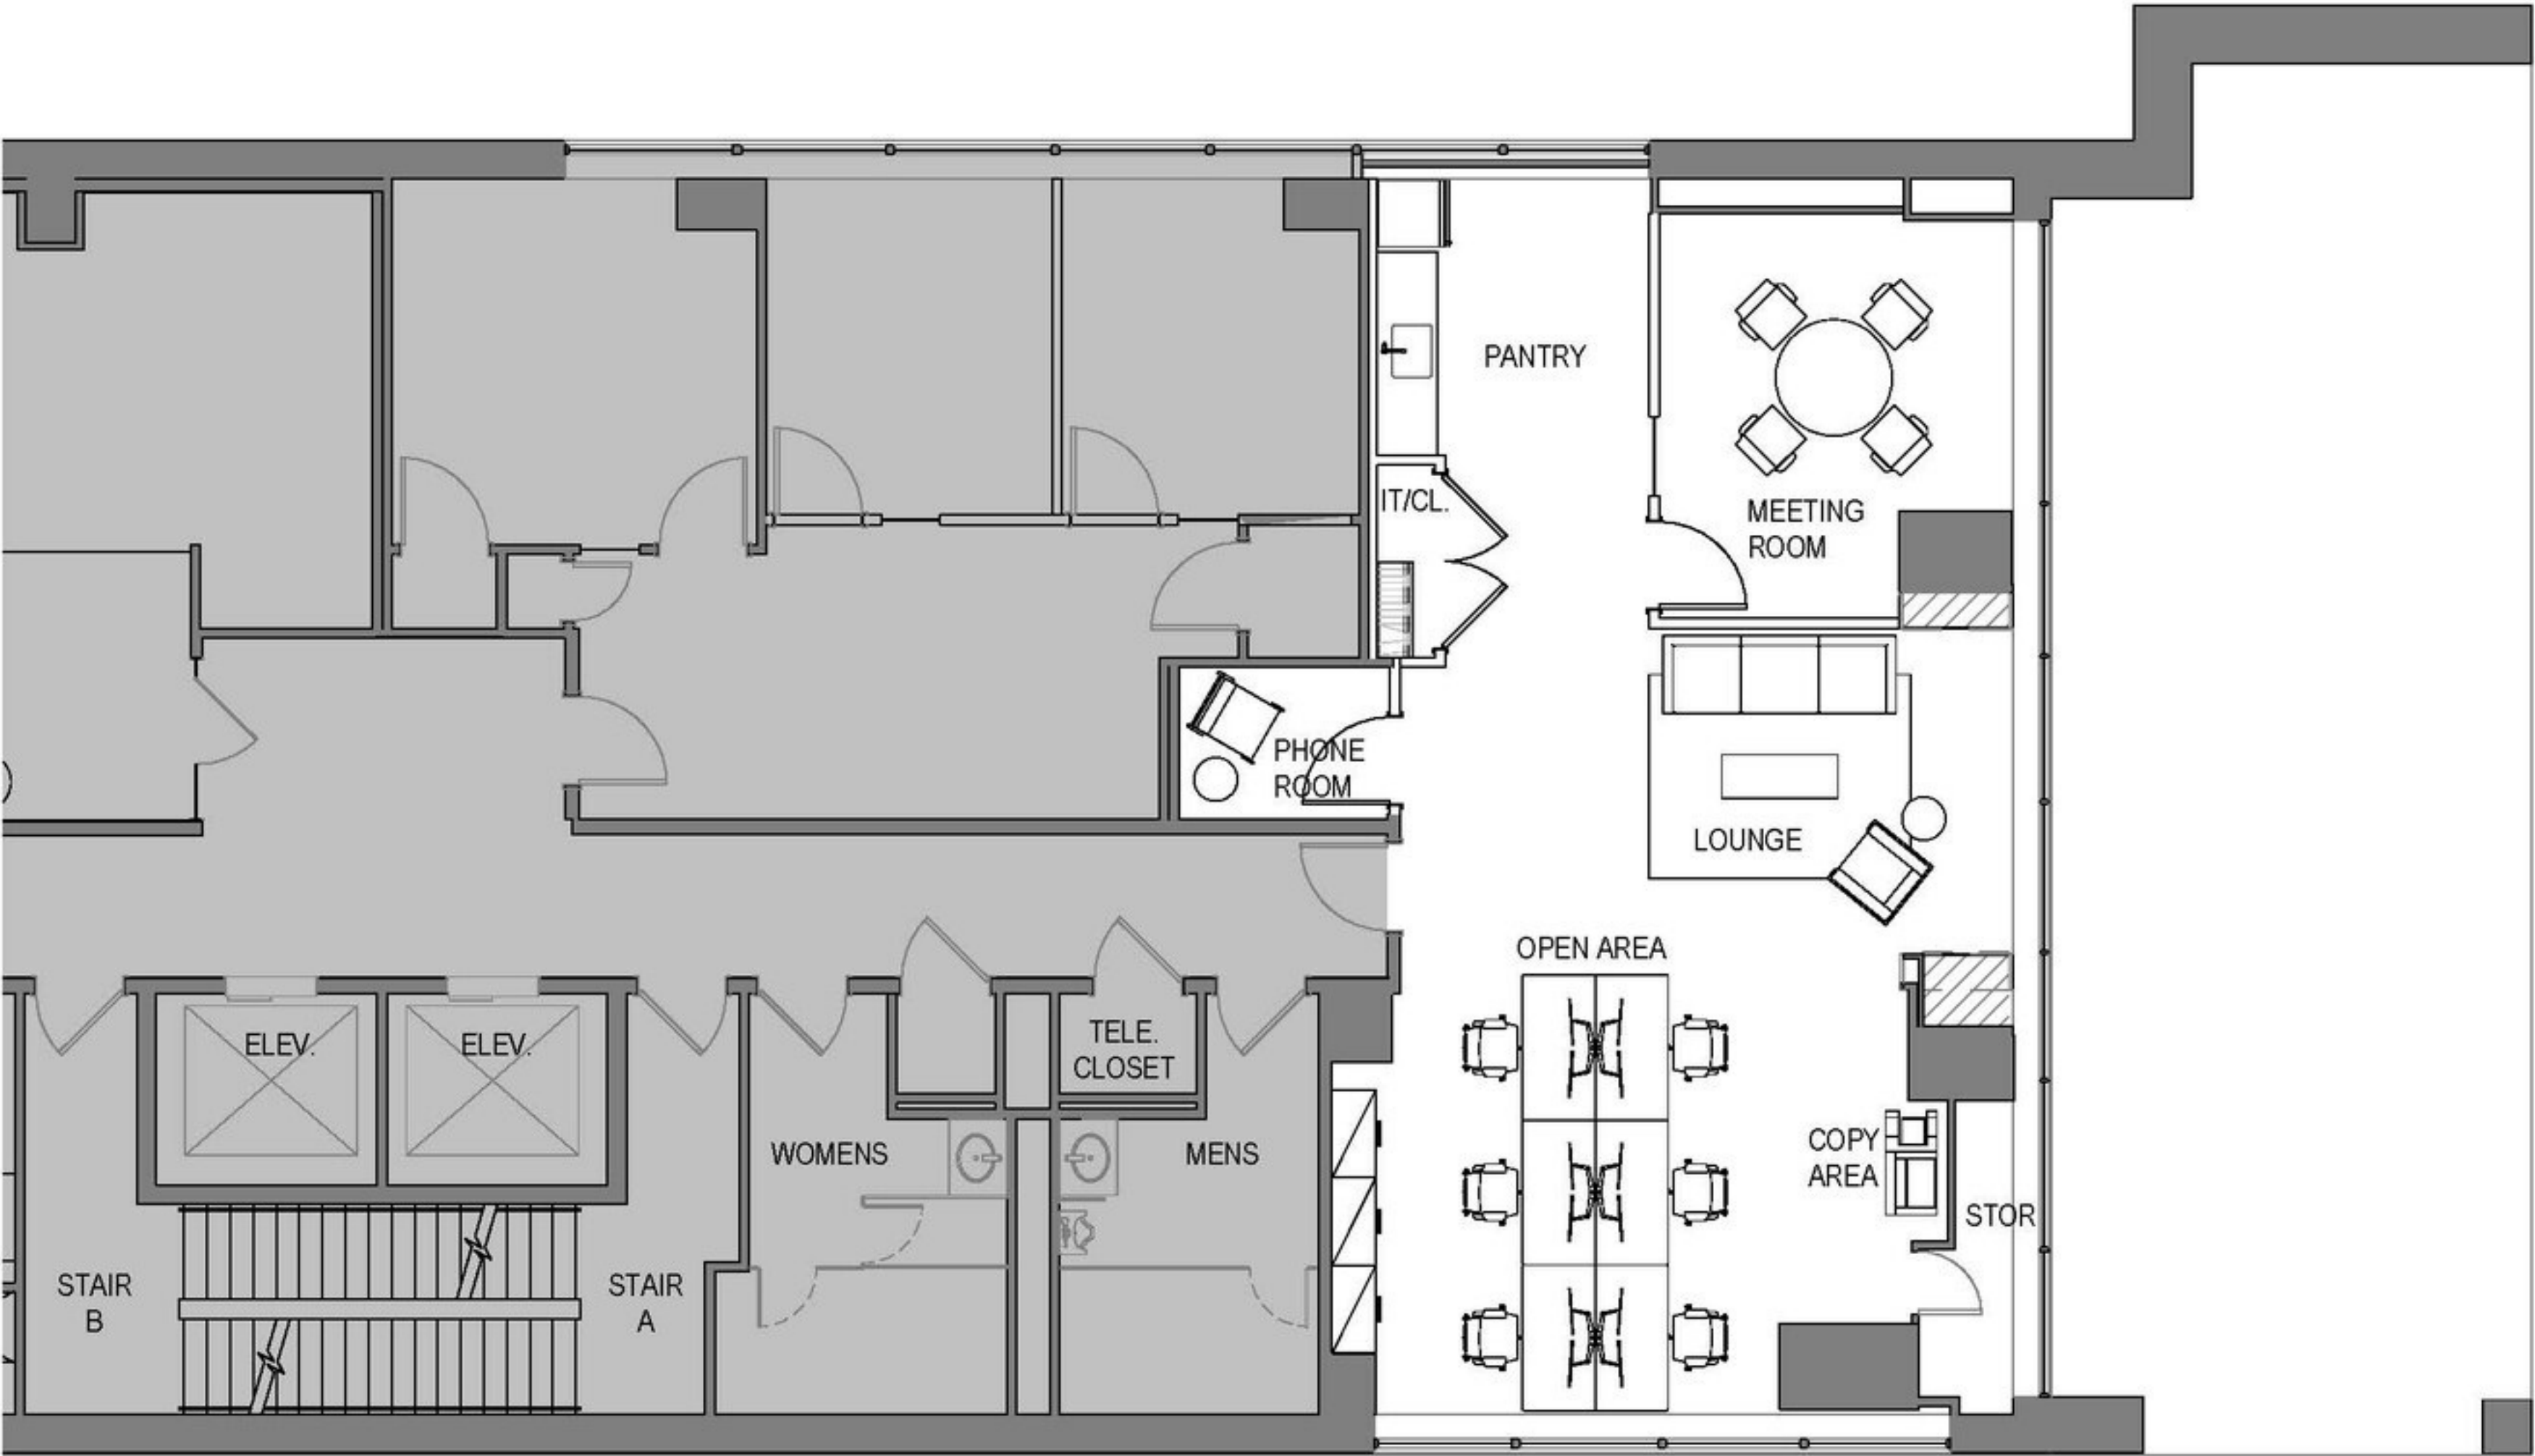 PANTRY
IT/CL.
MEETING
ROOM
PHONE
ROOM
LOUNGE
OPEN AREA
ELEV.
ELEV.
TELE.
CLOSET
WOMENS
MENS
COPY
AREA
STOR
STAIR
B
STAIR
A